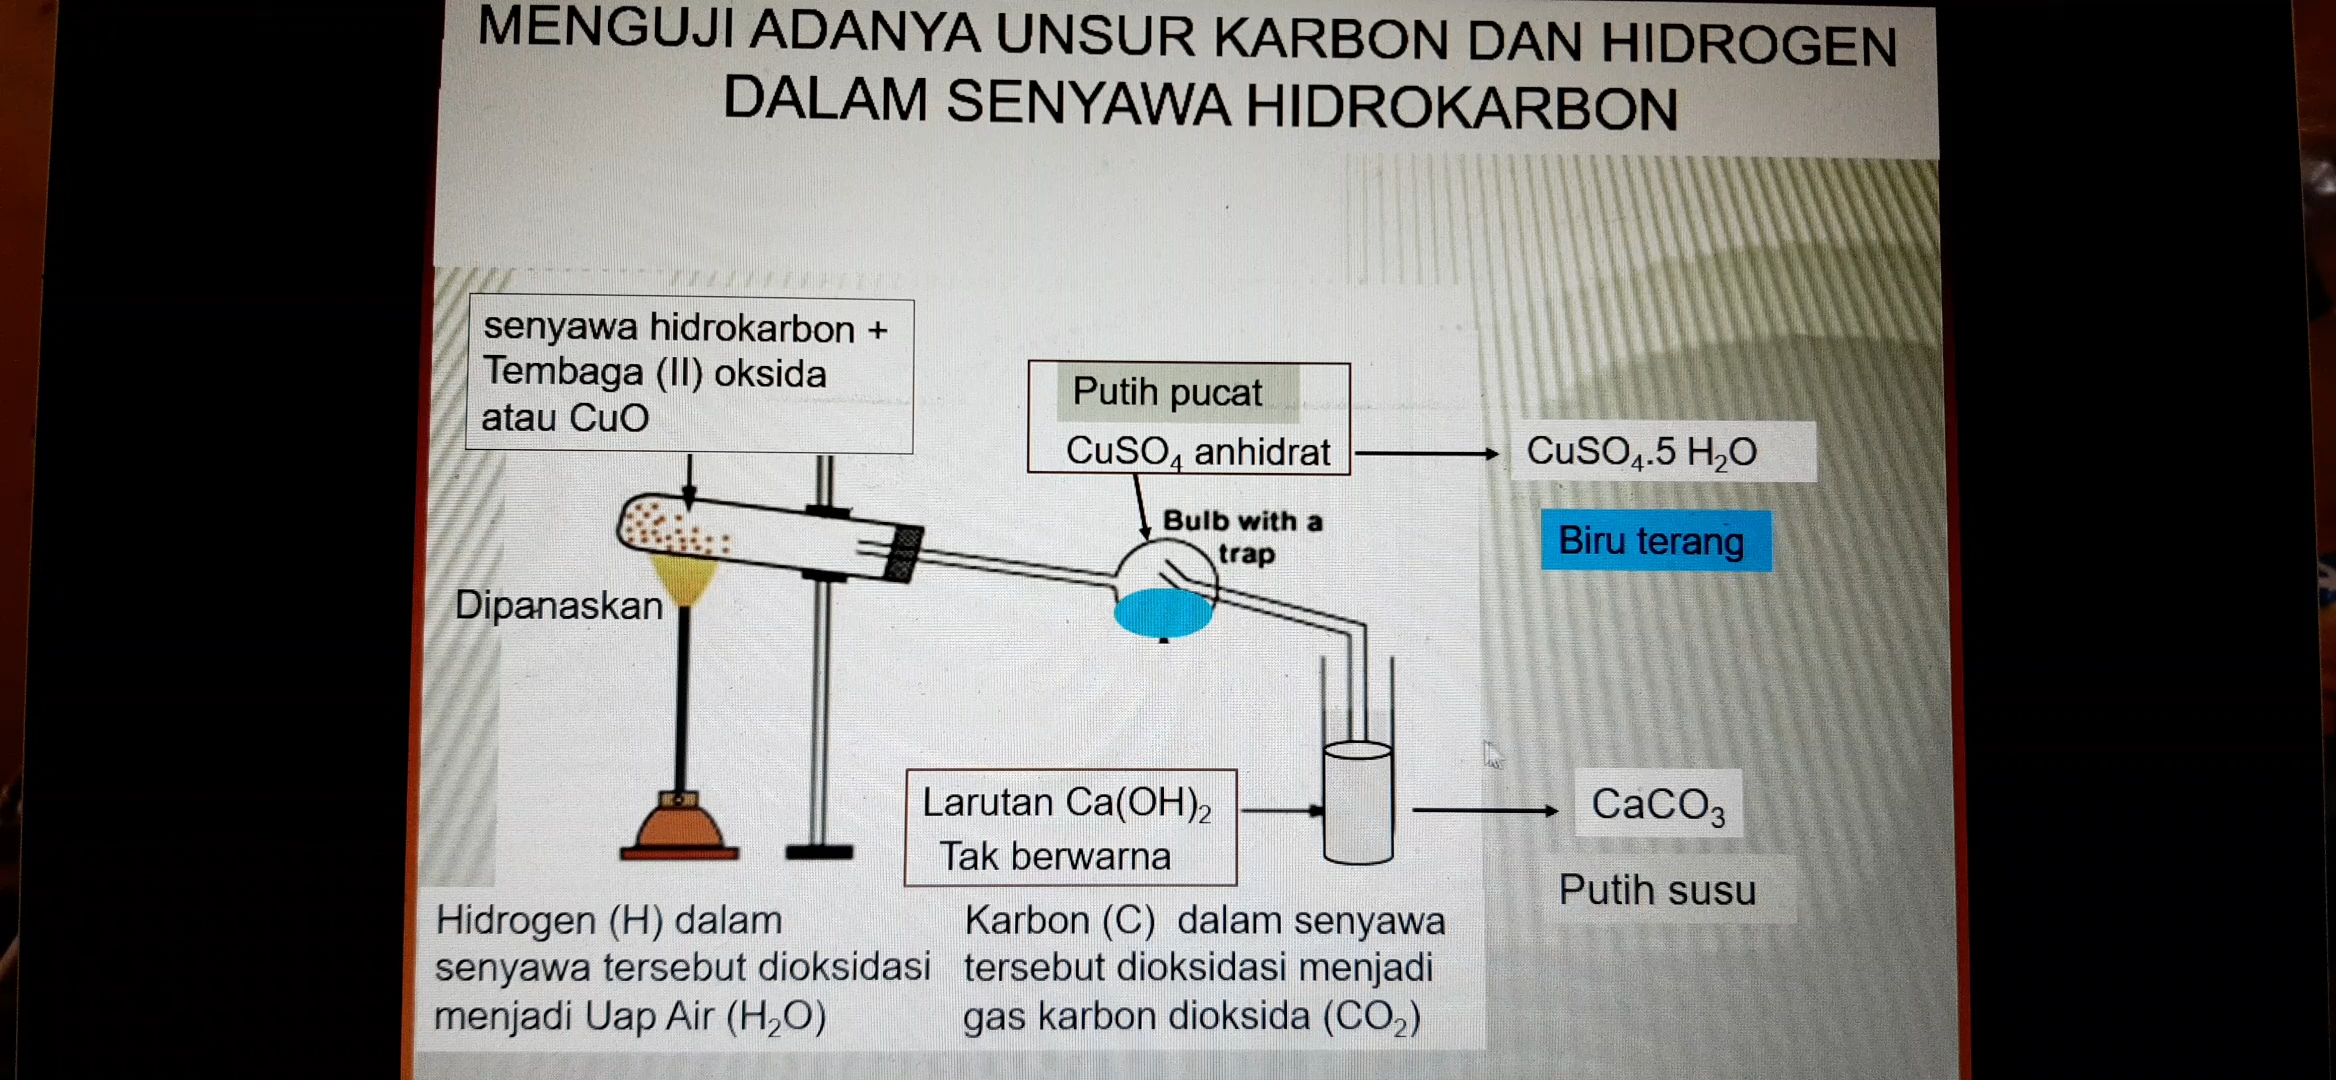 MENGUJI ADANYA UNSUR KARBON DAN HIDROGEN
DALAM SENYAWA HIDROKARBON
senyawa hidrokarbon +
Tembaga (II) oksida
atau CuO
Putih pucat
CuSO₄ anhidrat
CuSO₄.5 H₂O
Bulb with a
trap
Biru terang
Dipanaskan
Larutan Ca(OH)₂
Tak berwarna
CaCO₃
Putih susu
Hidrogen (H) dalam
senyawa tersebut dioksidasi
menjadi Uap Air (H₂O)
Karbon (C) dalam senyawa
tersebut dioksidasi menjadi
gas karbon dioksida (CO₂)